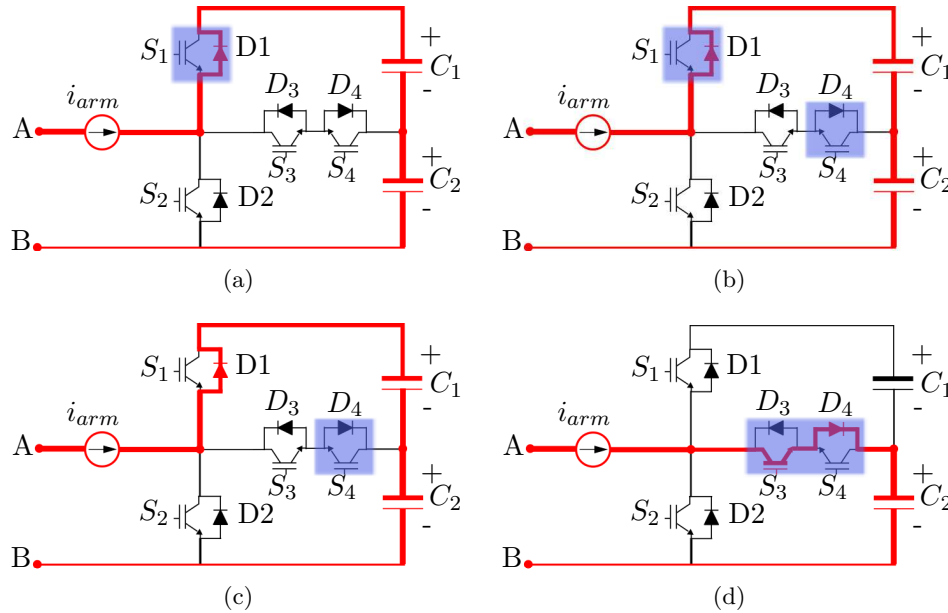 S1 D1 + C1 -
D3 D4
i_arm
A
S3 S4
+ C2 -
S2 D2
B
(a)
S1 D1 + C1 -
D3 D4
i_arm
A
S3 S4
+ C2 -
S2 D2
B
(b)
S1 D1 + C1 -
D3 D4
i_arm
A
S3 S4
+ C2 -
S2 D2
B
(c)
S1 D1 + C1 -
D3 D4
i_arm
A
S3 S4
+ C2 -
S2 D2
B
(d)